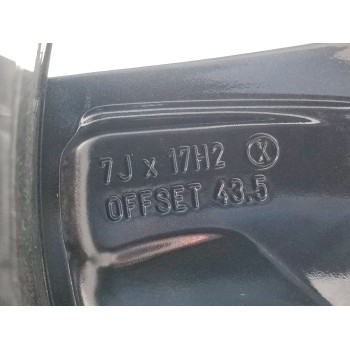 7J x 17H2 Ⓧ
OFFSET 43.5